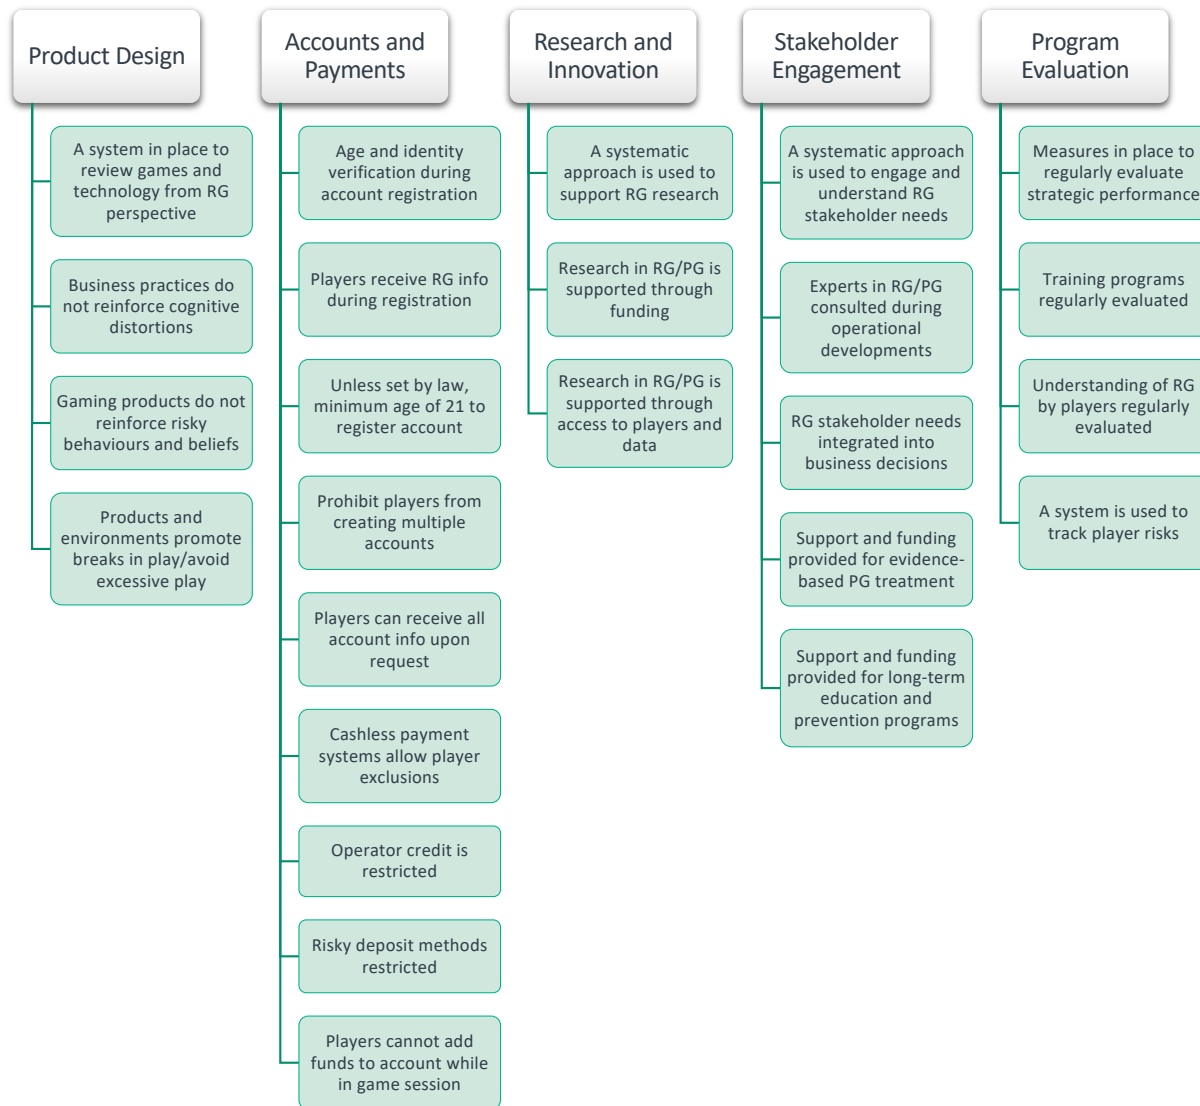 Product Design
A system in place to
review games and
technology from RG
perspective
Business practices do
not reinforce cognitive
distortions
Gaming products do not
reinforce risky
behaviours and beliefs
Products and
environments promote
breaks in play/avoid
excessive play
Accounts and
Payments
Age and identity
verification during
account registration
Players receive RG info
during registration
Unless set by law,
minimum age of 21 to
register account
Prohibit players from
creating multiple
accounts
Players can receive all
account info upon
request
Cashless payment
systems allow player
exclusions
Operator credit is
restricted
Risky deposit methods
restricted
Players cannot add
funds to account while
in game session
Research and
Innovation
A systematic
approach is used to
support RG research
Research in RG/PG is
supported through
funding
Research in RG/PG is
supported through
access to players and
data
Stakeholder
Engagement
A systematic approach
is used to engage and
understand RG
stakeholder needs
Experts in RG/PG
consulted during
operational
developments
RG stakeholder needs
integrated into
business decisions
Support and funding
provided for evidence-
based PG treatment
Support and funding
provided for long-term
education and
prevention programs
Program
Evaluation
Measures in place to
regularly evaluate
strategic performance
Training programs
regularly evaluated
Understanding of RG
by players regularly
evaluated
A system is used to
track player risks